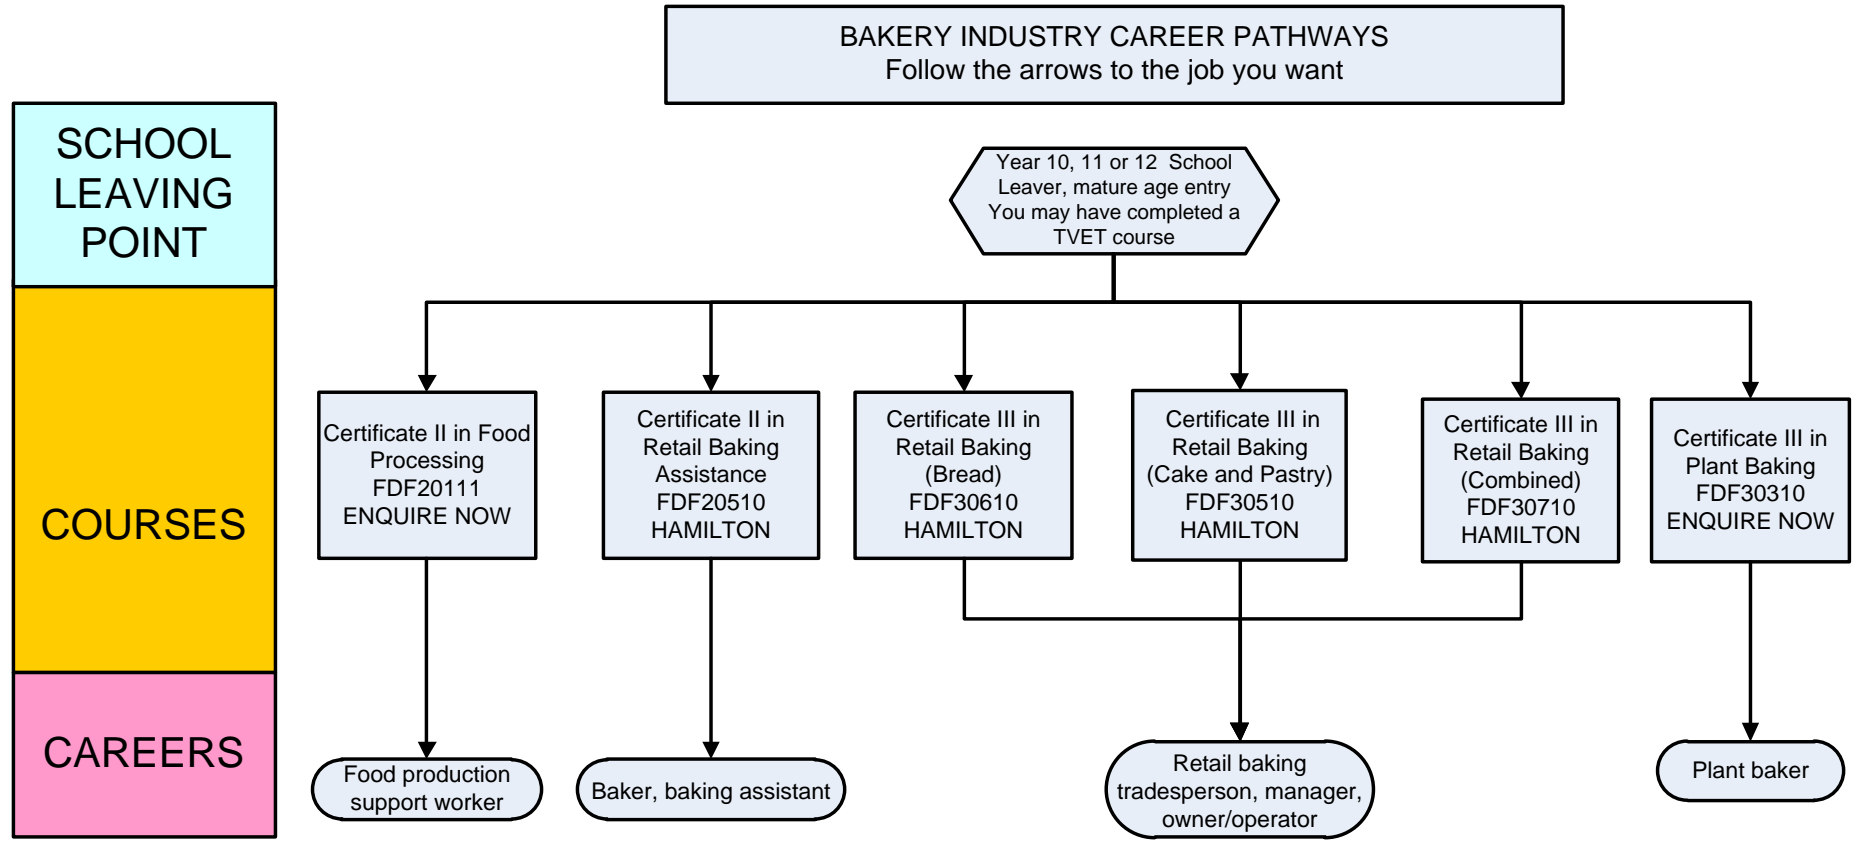 BAKERY INDUSTRY CAREER PATHWAYS
Follow the arrows to the job you want
SCHOOL
LEAVING
POINT
Year 10, 11 or 12 School
Leaver, mature age entry
You may have completed a
TVET course
COURSES
Certificate II in Food
Processing
FDF20111
ENQUIRE NOW
Certificate II in
Retail Baking
Assistance
FDF20510
HAMILTON
Certificate III in
Retail Baking
(Bread)
FDF30610
HAMILTON
Certificate III in
Retail Baking
(Cake and Pastry)
FDF30510
HAMILTON
Certificate III in
Retail Baking
(Combined)
FDF30710
HAMILTON
Certificate III in
Plant Baking
FDF30310
ENQUIRE NOW
CAREERS
Food production
support worker
Baker, baking assistant
Retail baking
tradesperson, manager,
owner/operator
Plant baker